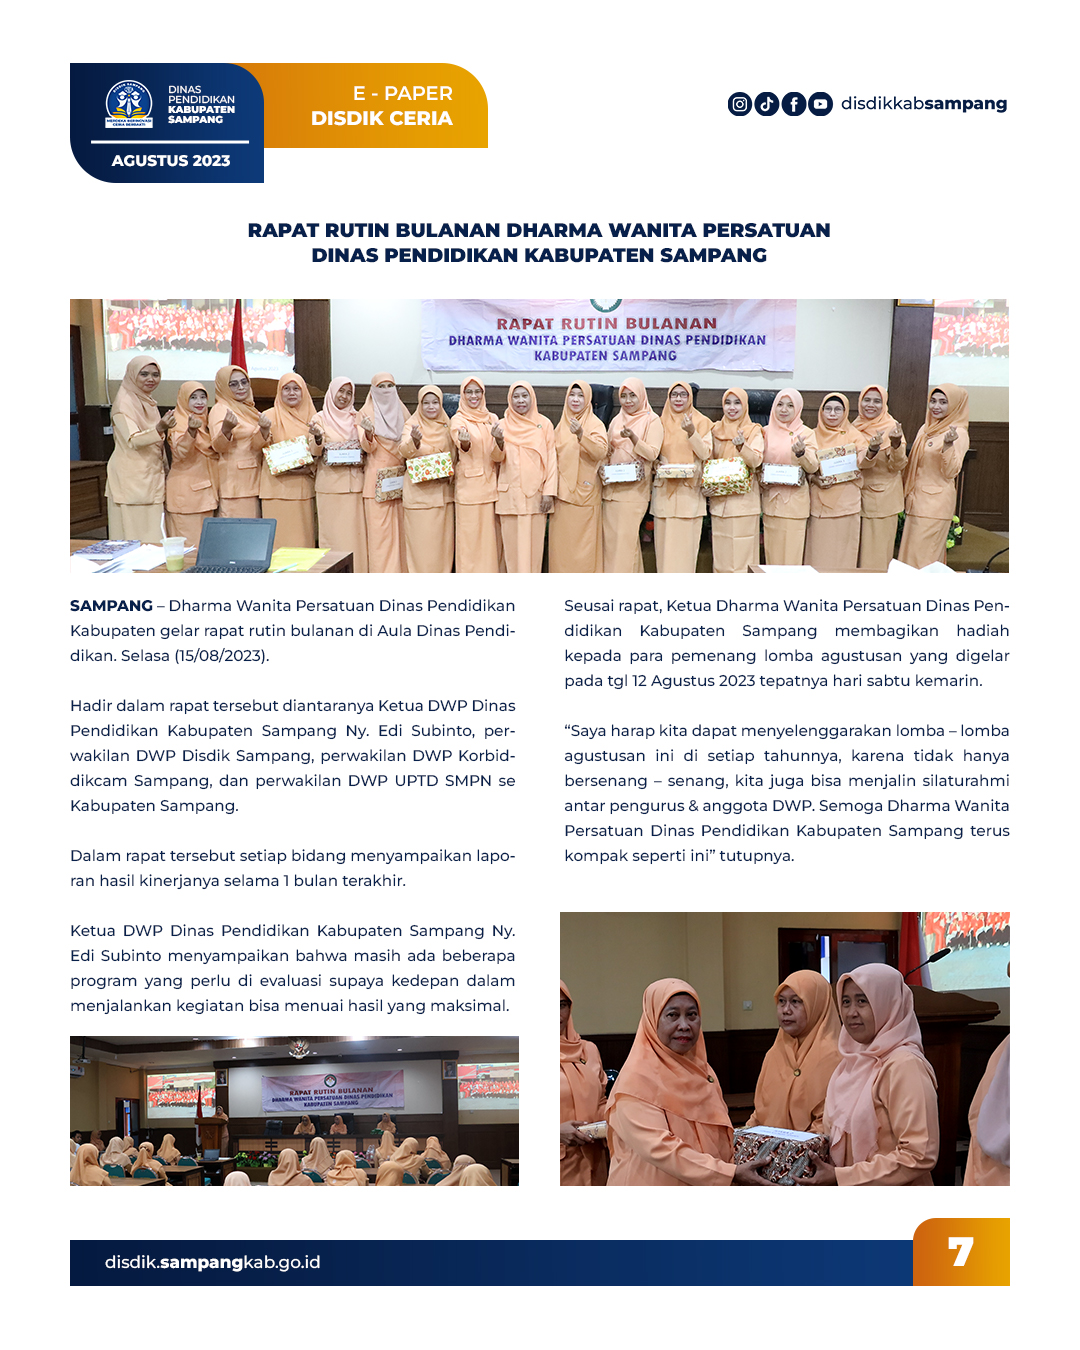 DINAS
PENDIDIKAN
KABUPATEN
SAMPANG
AGUSTUS 2023
E - PAPER
DISDIK CERIA
disdikkabsampang
RAPAT RUTIN BULANAN DHARMA WANITA PERSATUAN
DINAS PENDIDIKAN KABUPATEN SAMPANG
RAPAT RUTIN BULANAN
DHARMA WANITA PERSATUAN DINAS PENDIDIKAN
KABUPATEN SAMPANG
SAMPANG – Dharma Wanita Persatuan Dinas Pendidikan
Kabupaten gelar rapat rutin bulanan di Aula Dinas Pendi-
dikan. Selasa (15/08/2023).
Hadir dalam rapat tersebut diantaranya Ketua DWP Dinas
Pendidikan Kabupaten Sampang Ny. Edi Subinto, per-
wakilan DWP Disdik Sampang, perwakilan DWP Korbid-
dikcam Sampang, dan perwakilan DWP UPTD SMPN se
Kabupaten Sampang.
Dalam rapat tersebut setiap bidang menyampaikan lapo-
ran hasil kinerjanya selama 1 bulan terakhir.
Ketua DWP Dinas Pendidikan Kabupaten Sampang Ny.
Edi Subinto menyampaikan bahwa masih ada beberapa
program yang perlu di evaluasi supaya kedepan dalam
menjalankan kegiatan bisa menuai hasil yang maksimal.
RAPAT RUTIN BULANAN
DHARMA WANITA PERSATUAN DINAS PENDIDIKAN
KABUPATEN SAMPANG
Seusai rapat, Ketua Dharma Wanita Persatuan Dinas Pen-
didikan Kabupaten Sampang membagikan hadiah
kepada para pemenang lomba agustusan yang digelar
pada tgl 12 Agustus 2023 tepatnya hari sabtu kemarin.
“Saya harap kita dapat menyelenggarakan lomba – lomba
agustusan ini di setiap tahunnya, karena tidak hanya
bersenang – senang, kita juga bisa menjalin silaturahmi
antar pengurus & anggota DWP. Semoga Dharma Wanita
Persatuan Dinas Pendidikan Kabupaten Sampang terus
kompak seperti ini” tutupnya.
disdik.sampangkab.go.id
7